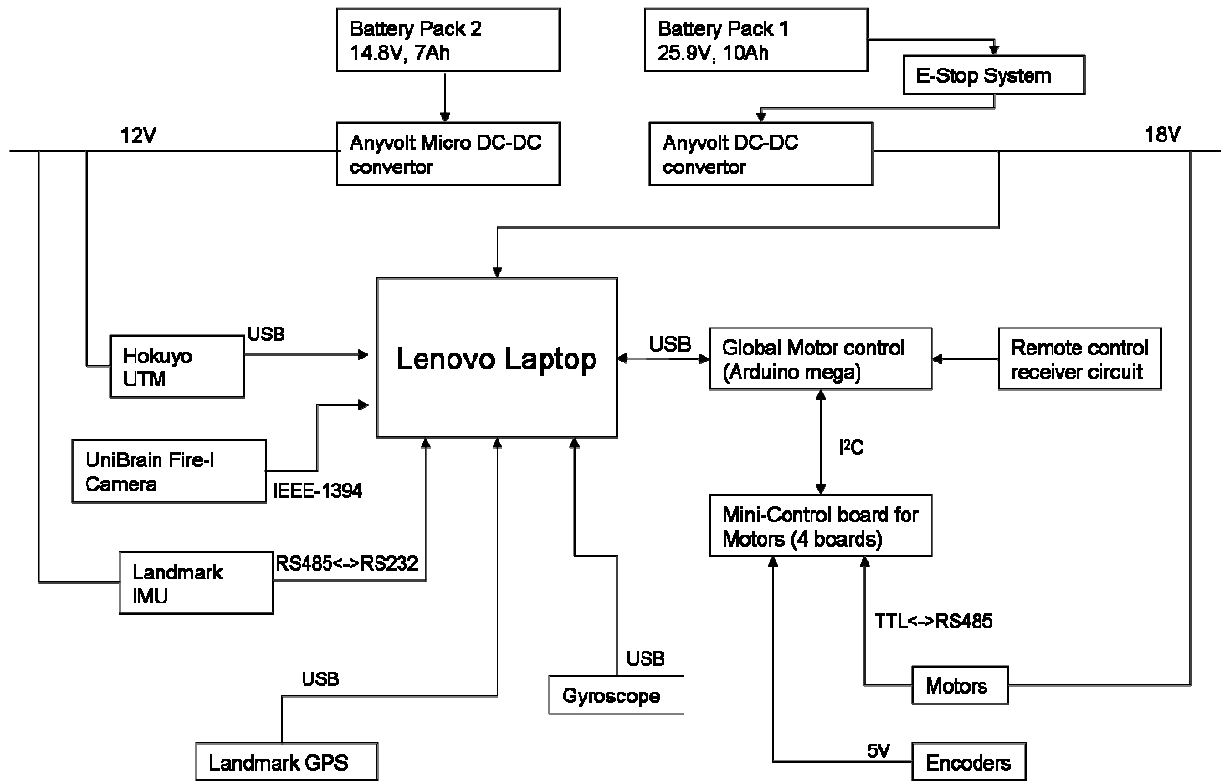 Battery Pack 2
14.8V, 7Ah
Battery Pack 1
25.9V, 10Ah
E-Stop System
12V
Anyvolt Micro DC-DC
convertor
Anyvolt DC-DC
convertor
18V
Hokuyo
UTM
USB
Lenovo Laptop
USB
Global Motor control
(Arduino mega)
Remote control
receiver circuit
UniBrain Fire-I
Camera
IEEE-1394
I²C
Mini-Control board for
Motors (4 boards)
Landmark
IMU
RS485<->RS232
TTL<->RS485
USB
Gyroscope
USB
Landmark GPS
Motors
5V
Encoders